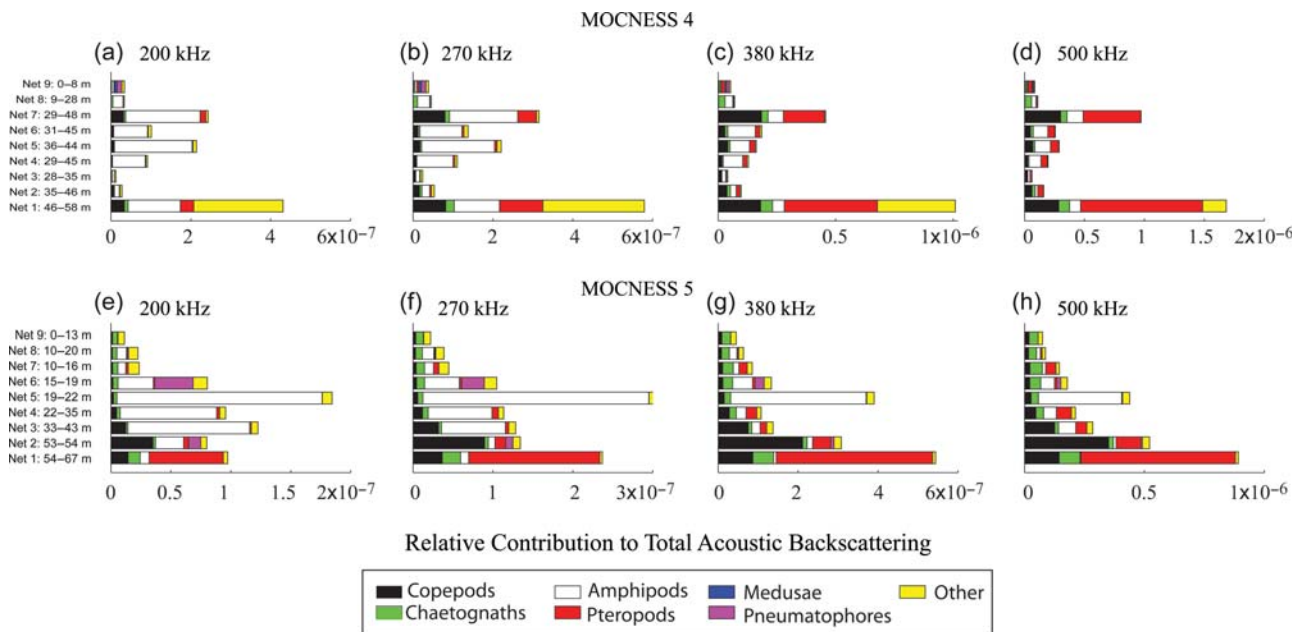 MOCNESS 4
(a) 200 kHz (b) 270 kHz (c) 380 kHz (d) 500 kHz
Net 9: 0–8 m
Net 8: 9–28 m
Net 7: 29–48 m
Net 6: 31–45 m
Net 5: 36–44 m
Net 4: 29–45 m
Net 3: 28–35 m
Net 2: 35–46 m
Net 1: 46–58 m
0 2 4 6x10-7 0 2 4 6x10-7 0 0.5 1x10-6 0 0.5 1 1.5 2x10-6
MOCNESS 5
(e) 200 kHz (f) 270 kHz (g) 380 kHz (h) 500 kHz
Net 9: 0–13 m
Net 8: 10–20 m
Net 7: 10–16 m
Net 6: 15–19 m
Net 5: 19–22 m
Net 4: 22–35 m
Net 3: 33–43 m
Net 2: 53–54 m
Net 1: 54–67 m
0 0.5 1 1.5 2x10-7 0 1 2 3x10-7 0 2 4 6x10-7 0 0.5 1x10-6
Relative Contribution to Total Acoustic Backscattering
Copepods Amphipods Medusae Other
Chaetognaths Pteropods Pneumatophores